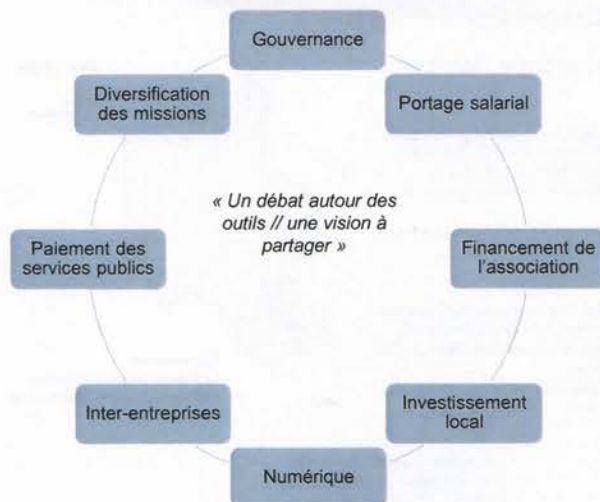 Gouvernance
Portage salarial
Financement de
l'association
Investissement
local
Numérique
Inter-entreprises
Paiement des
services publics
Diversification
des missions
« Un débat autour des
outils // une vision à
partager »